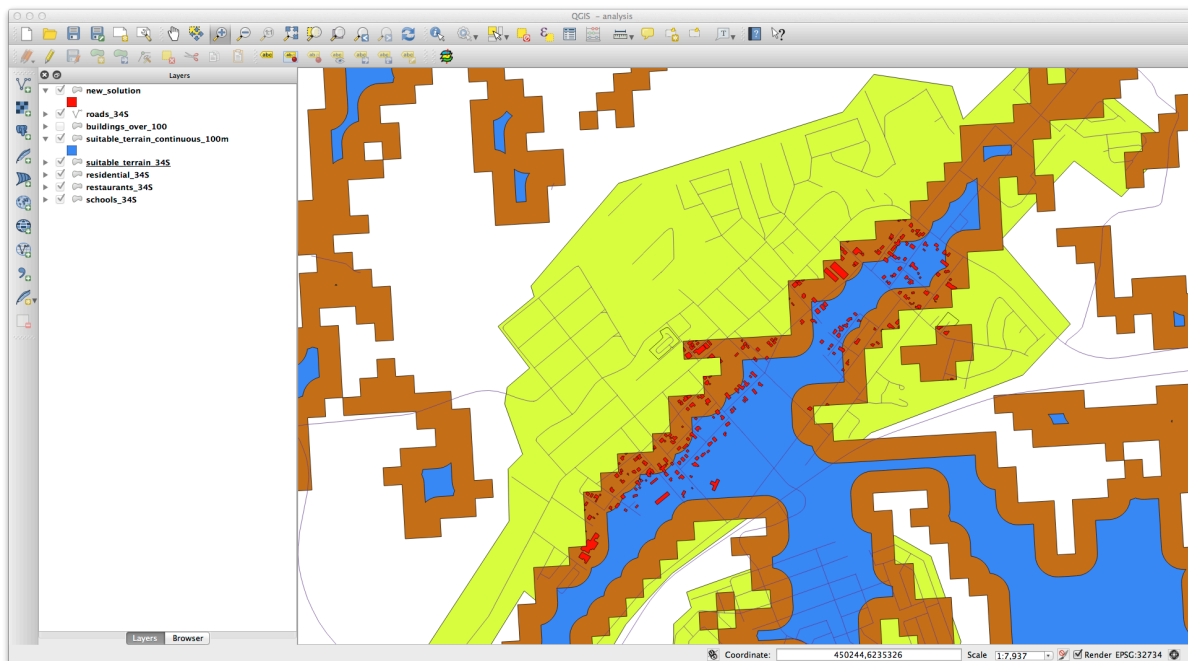 QGIS - analysis
Layers
new_solution
roads_34S
buildings_over_100
suitable_terrain_continuous_100m
suitable_terrain_34S
residential_34S
restaurants_34S
schools_34S
Layers Browser
Coordinate: 450244,6235326 Scale 1:7,937 Render EPSG:32734